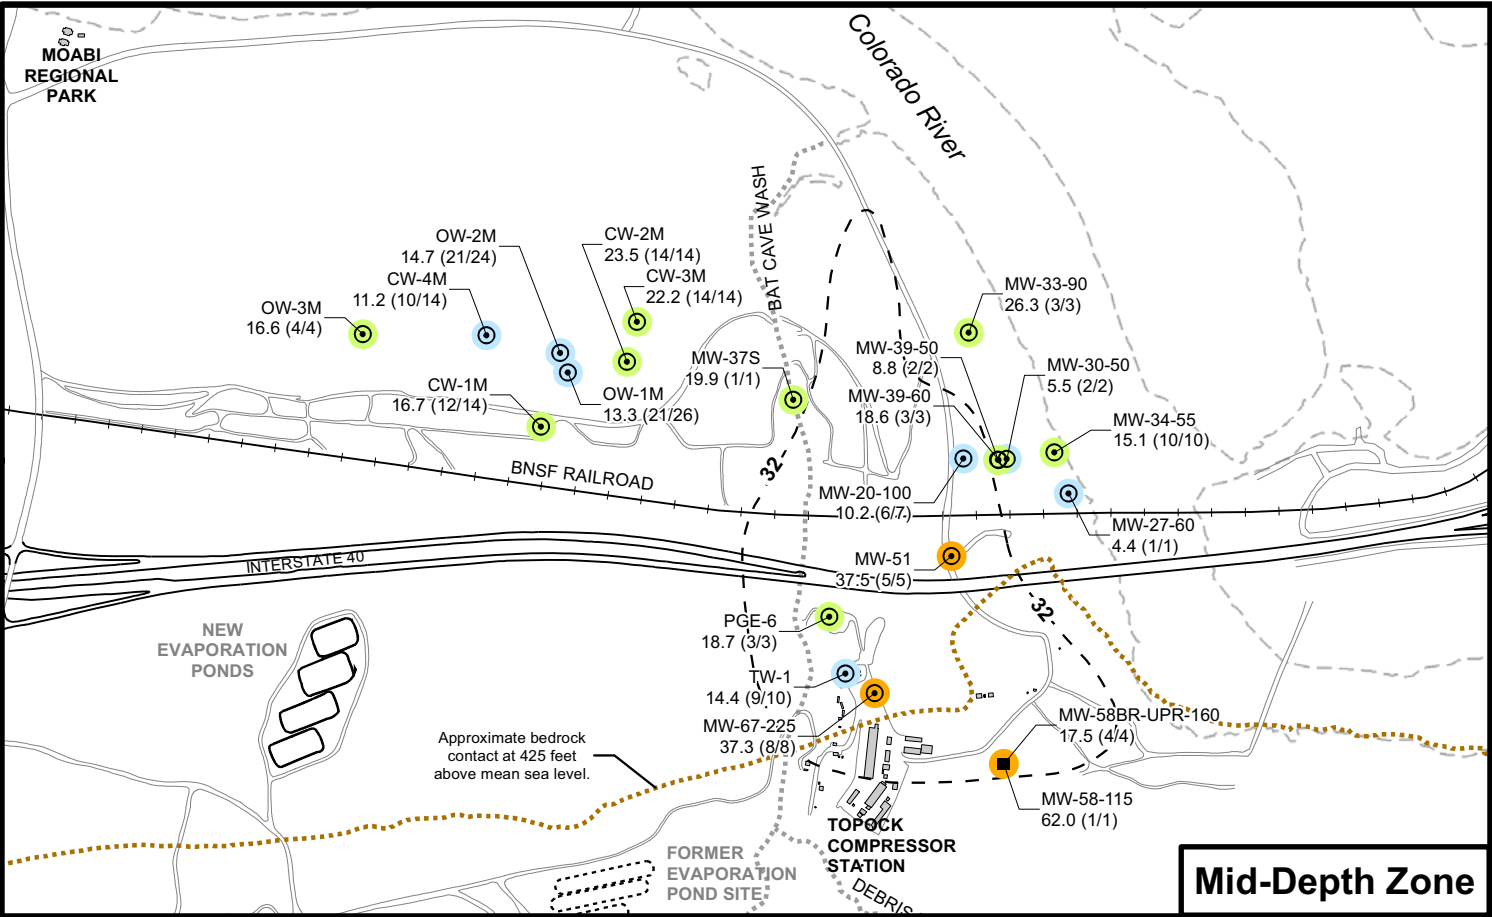 MOABI
REGIONAL
PARK
Colorado River
BAT CAVE WASH
OW-2M
14.7 (21/24)
CW-4M
11.2 (10/14)
OW-3M
16.6 (4/4)
CW-2M
23.5 (14/14)
CW-3M
22.2 (14/14)
MW-33-90
26.3 (3/3)
MW-37S
19.9 (1/1)
MW-39-50
8.8 (2/2)
MW-30-50
5.5 (2/2)
CW-1M
16.7 (12/14)
OW-1M
13.3 (21/26)
MW-39-60
18.6 (3/3)
MW-34-55
15.1 (10/10)
BNSF RAILROAD
32
MW-20-100
10.2 (6/7)
MW-27-60
4.4 (1/1)
INTERSTATE 40
MW-51
37.5 (5/5)
32
NEW
EVAPORATION
PONDS
PGE-6
18.7 (3/3)
TW-1
14.4 (9/10)
MW-67-225
37.3 (8/8)
MW-58BR-UPR-160
17.5 (4/4)
Approximate bedrock
contact at 425 feet
above mean sea level.
MW-58-115
62.0 (1/1)
TOPOCK
COMPRESSOR
STATION
FORMER
EVAPORATION
POND SITE
DEBRIS
Mid-Depth Zone